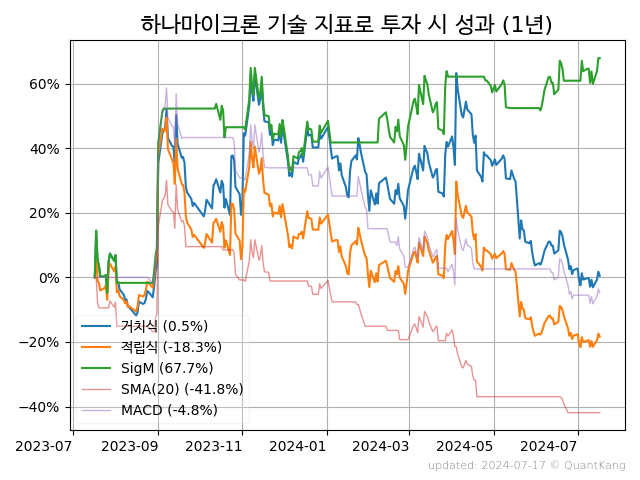 하나마이크론 기술 지표로 투자 시 성과 (1년)
60%
40%
20%
0%
−20%
−40%
거치식 (0.5%)
적립식 (-18.3%)
SigM (67.7%)
SMA(20) (-41.8%)
MACD (-4.8%)
2023-07 2023-09 2023-11 2024-01 2024-03 2024-05 2024-07
updated: 2024-07-17 © QuantKang